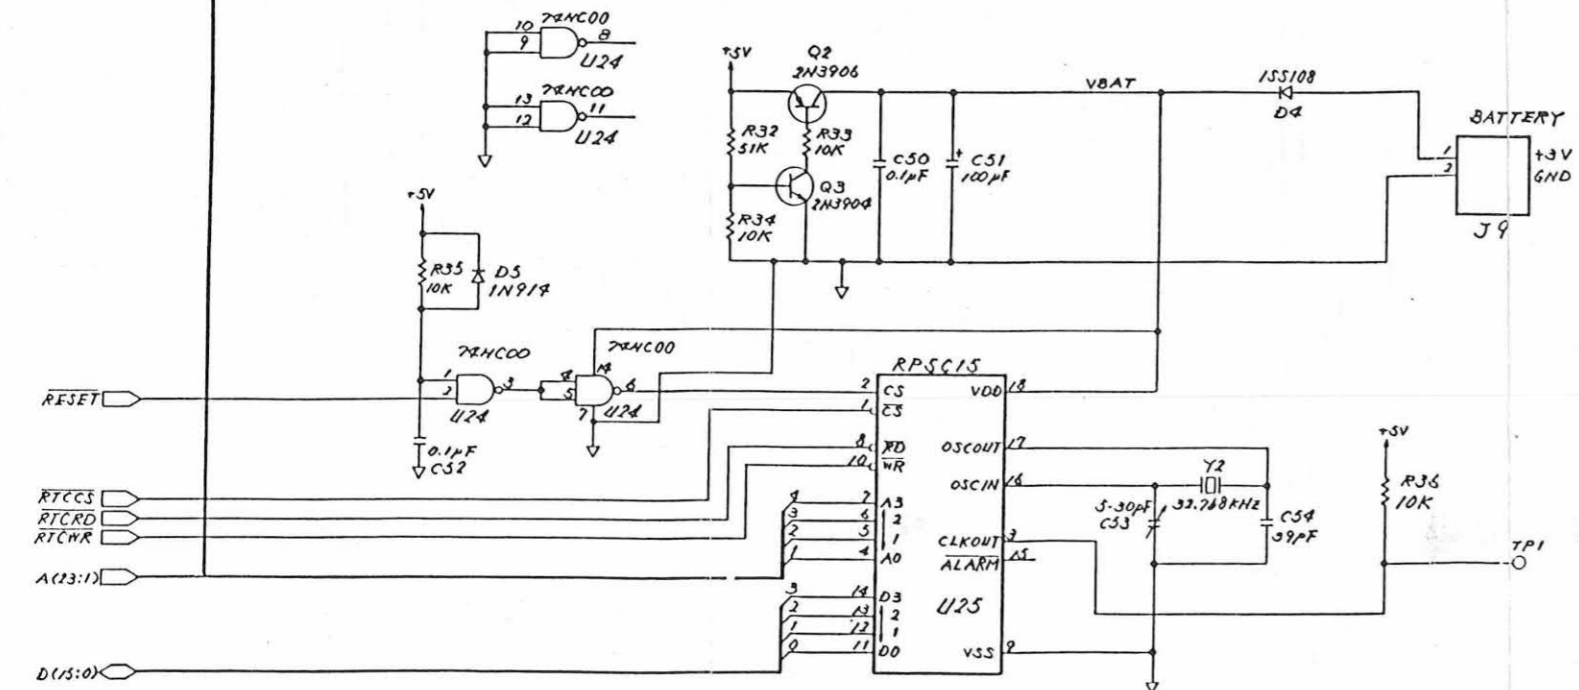 74HC00
10
9
8
U24
74HC00
13
12
11
U24
+5V
Q2
2N3906
R32
51K
R33
10K
Q3
2N3904
R34
10K
C50
0.1µF
+
C51
100µF
VBAT
1SS108
D4
BATTERY
1
2
+3V
GND
J9
+5V
R35
10K
D5
1N914
74HC00
1
2
3
U24
74HC00
14
4
5
6
7
U24
0.1µF
C52
RESET
RTCCS
RTCRD
RTCWR
A(23:1)
D(15:0)
RP5C15
2 CS
1 CS
8 RD
10 WR
4 7 A3
3 6 2
2 5 1
1 4 A0
3 14 D3
2 13 2
1 12 1
0 11 D0
VDD 18
OSCOUT 17
OSCIN 16
CLKOUT 3
ALARM 15
U25
VSS 9
Y2
32.768KHz
5-30pF
C53
C54
39pF
+5V
R36
10K
TP1